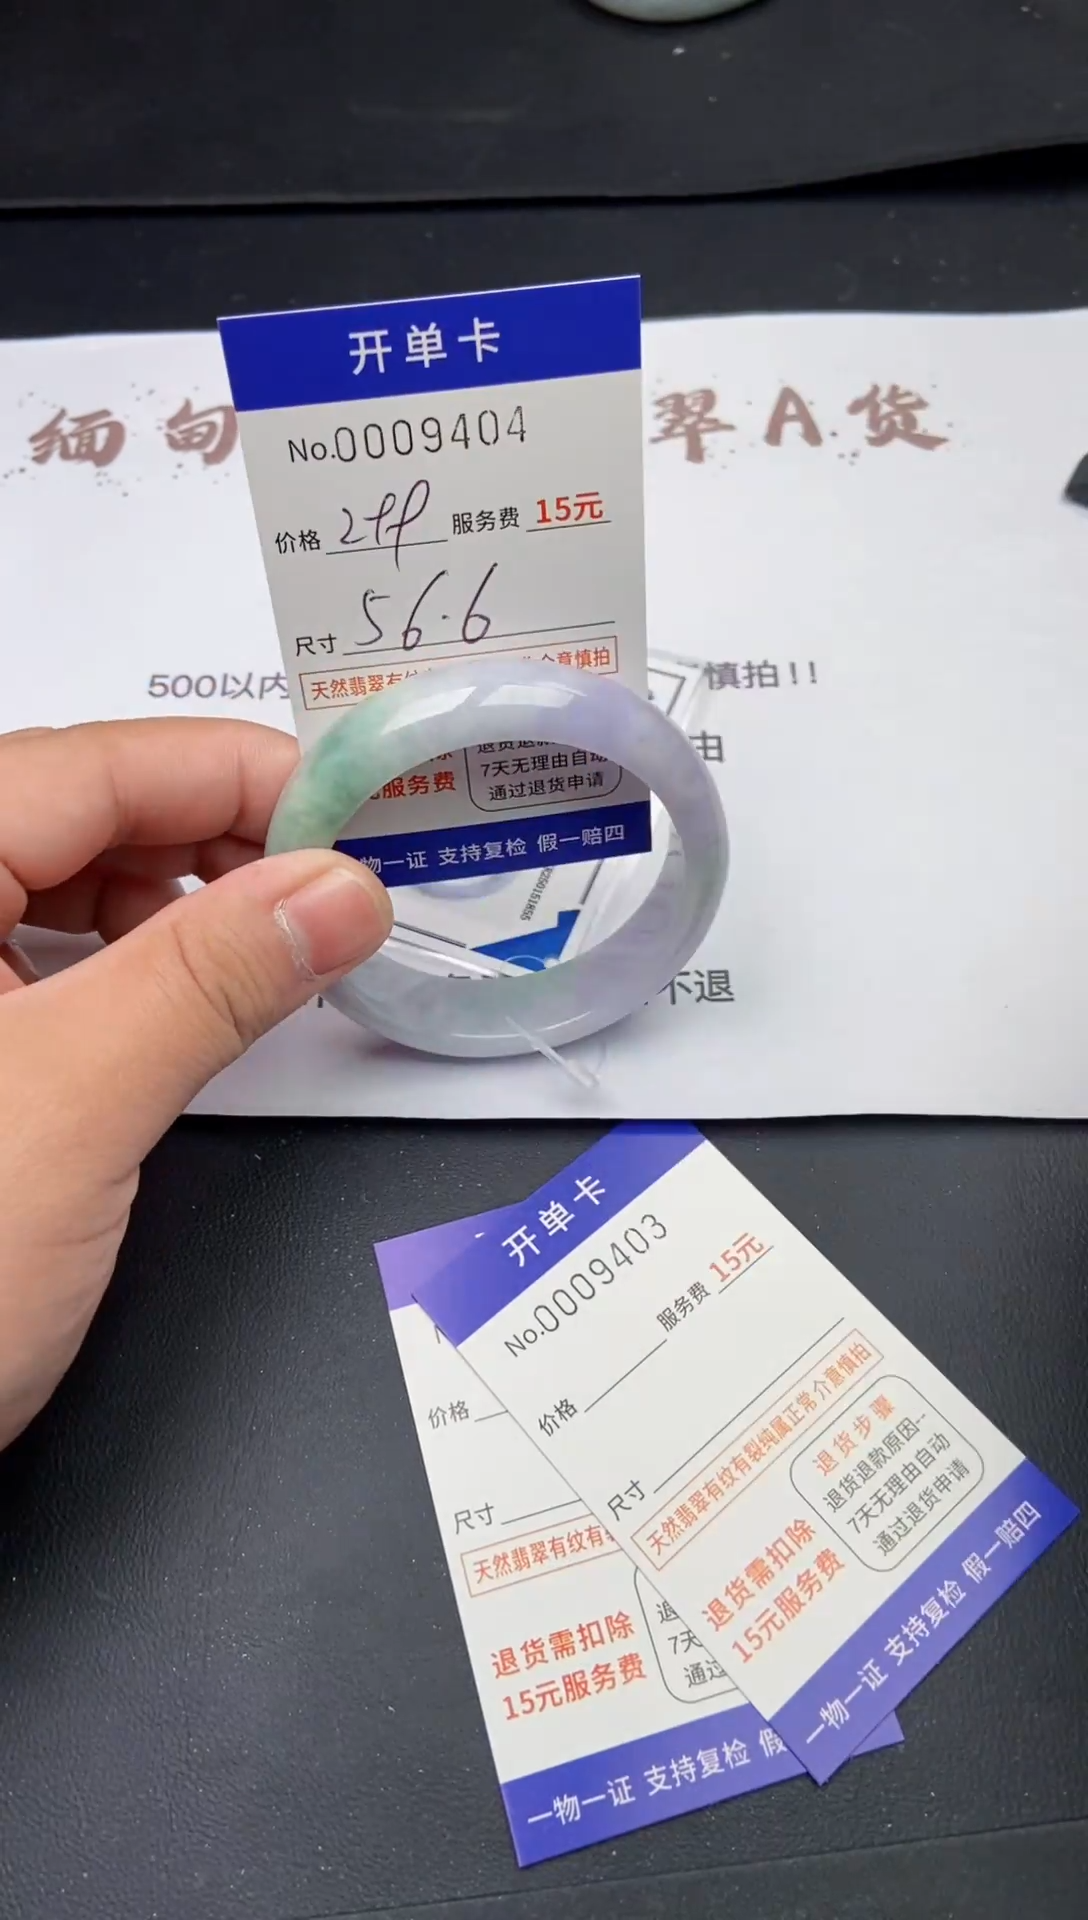 开单卡
缅甸
翠A货
No.0009404
价格 服务费 15元
尺寸 56.6
天然翡翠有
介意慎拍
500以内
慎拍!!
由
服务费
7天无理由自动
通过退货申请
物一证 支持复检 假一赔四
不退
开单卡
No.0009403
价格 服务费 15元
尺寸
天然翡翠有纹有裂纯属正常介意慎拍
退货需扣除
15元服务费
退货步骤
退货退款原因--
7天无理由自动
通过退货申请
一物一证 支持复检 假一赔四
价格
尺寸
天然翡翠有纹有
退货需扣除
15元服务费
退
7天
通过
一物一证 支持复检 假